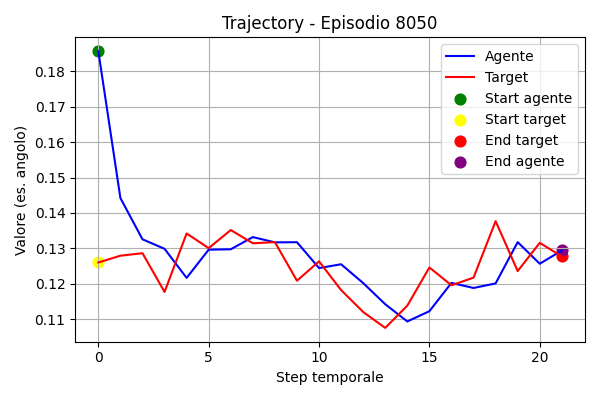 Trajectory - Episodio 8050
Valore (es. angolo)
0.18
0.17
0.16
0.15
0.14
0.13
0.12
0.11
Agente
Target
Start agente
Start target
End target
End agente
0 5 10 15 20
Step temporale